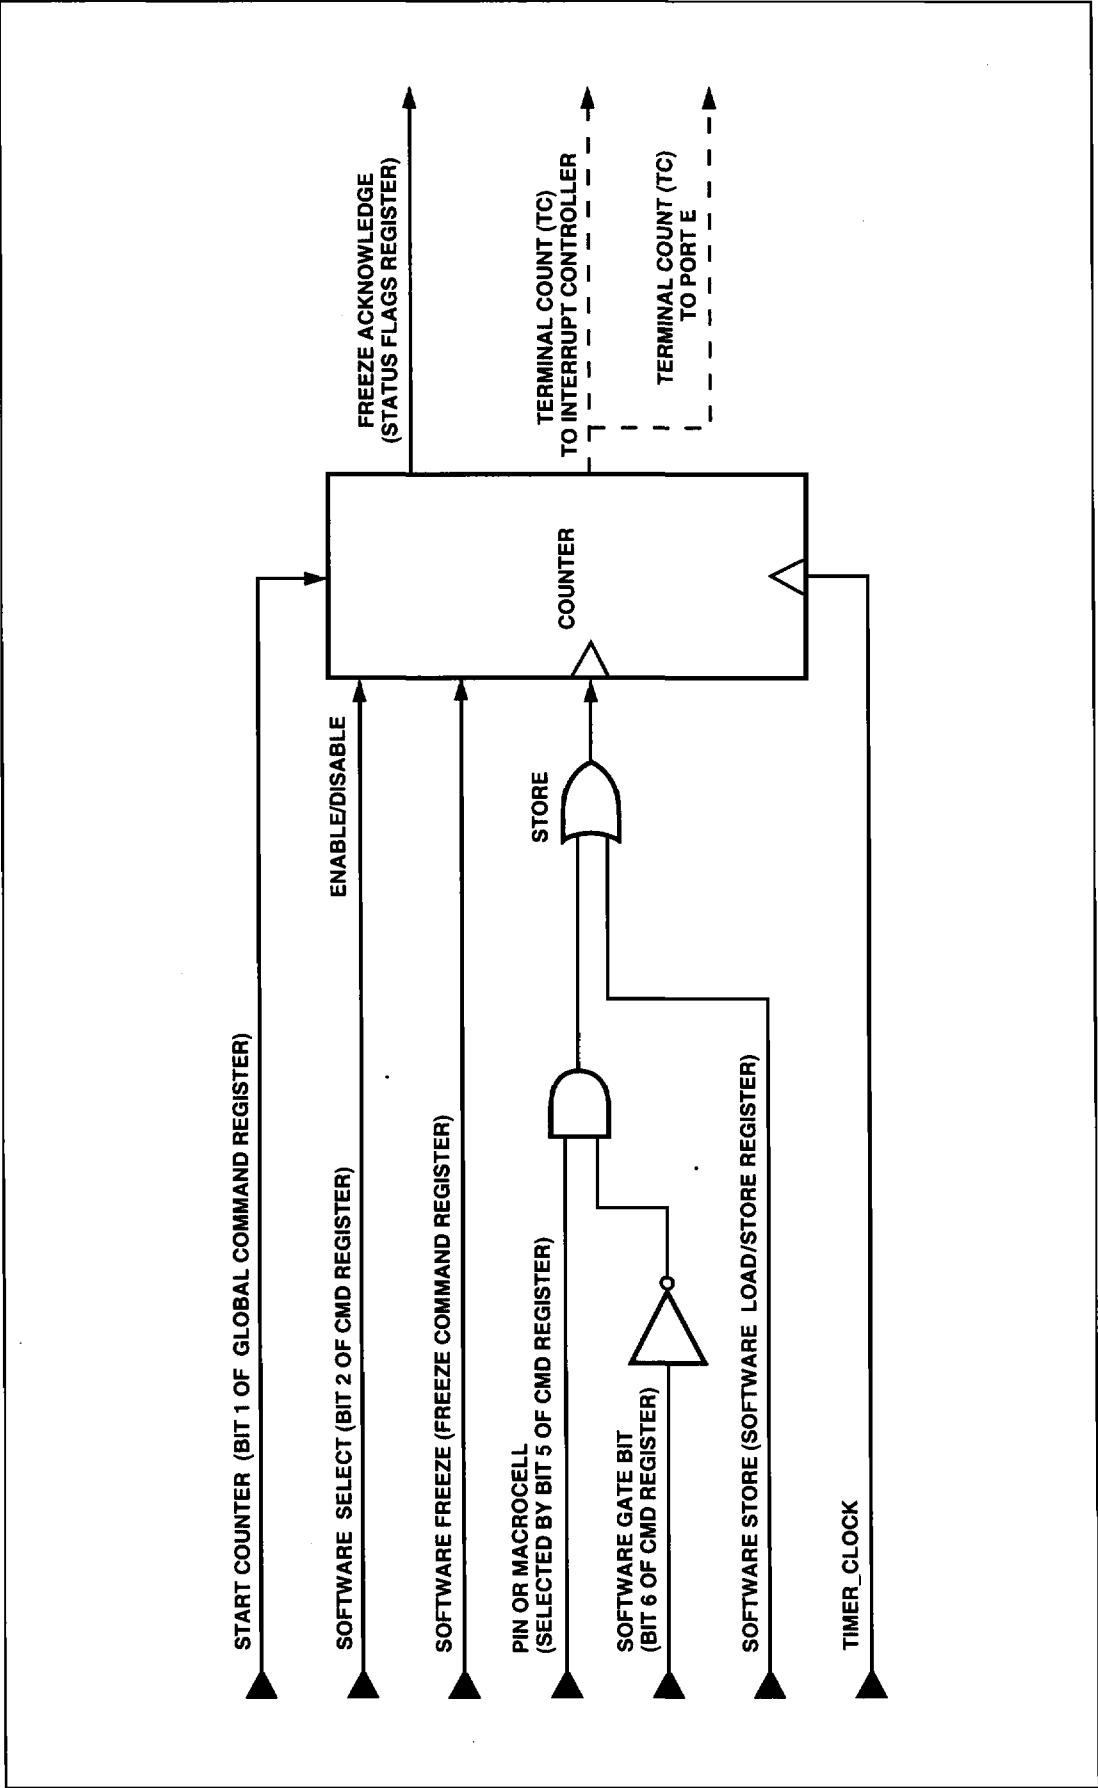 START COUNTER (BIT 1 OF GLOBAL COMMAND REGISTER)
SOFTWARE SELECT (BIT 2 OF CMD REGISTER)
ENABLE/DISABLE
SOFTWARE FREEZE (FREEZE COMMAND REGISTER)
PIN OR MACROCELL
(SELECTED BY BIT 5 OF CMD REGISTER)
SOFTWARE GATE BIT
(BIT 6 OF CMD REGISTER)
SOFTWARE STORE (SOFTWARE LOAD/STORE REGISTER)
TIMER_CLOCK
STORE
COUNTER
FREEZE ACKNOWLEDGE
(STATUS FLAGS REGISTER)
TERMINAL COUNT (TC)
TO INTERRUPT CONTROLLER
TERMINAL COUNT (TC)
TO PORT E